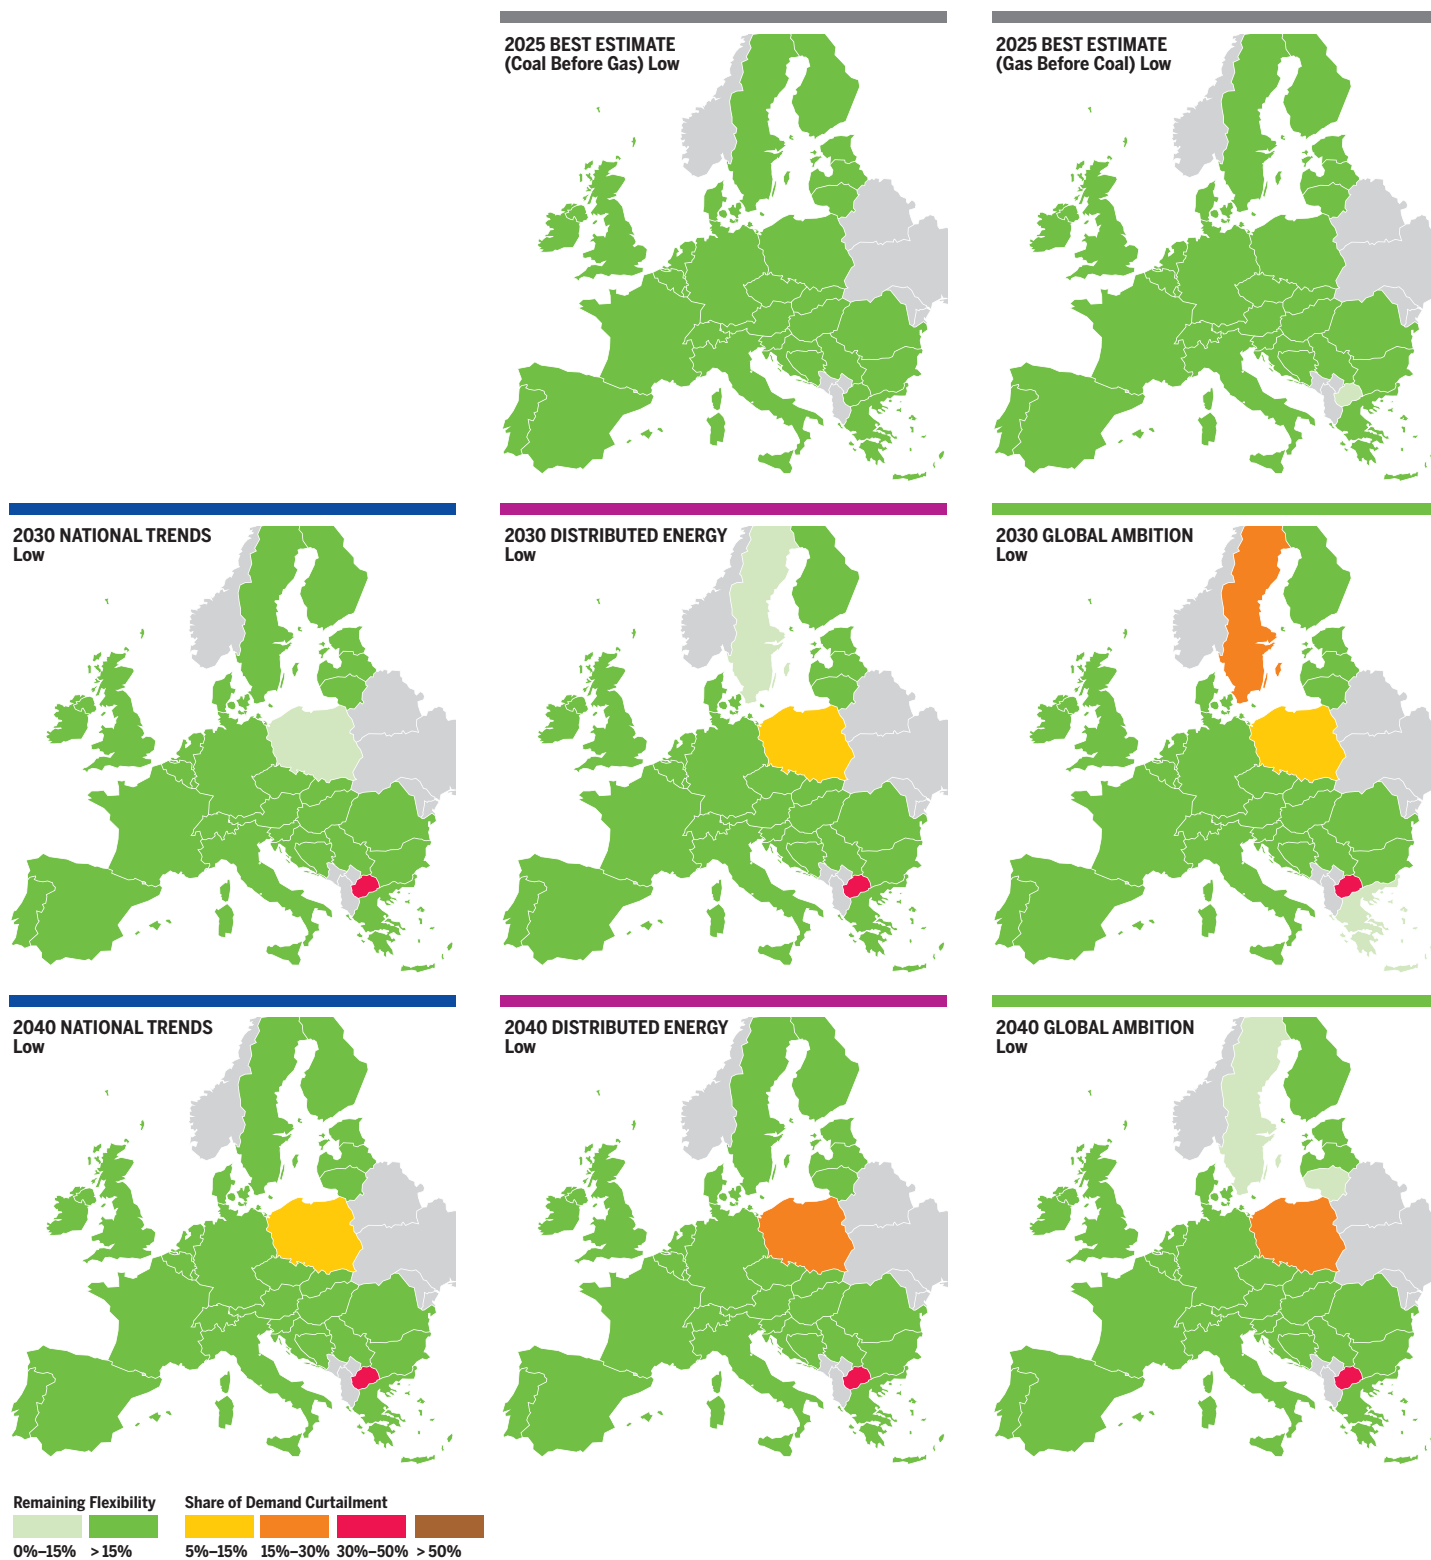 2025 BEST ESTIMATE
(Coal Before Gas) Low
2025 BEST ESTIMATE
(Gas Before Coal) Low
2030 NATIONAL TRENDS
Low
2030 DISTRIBUTED ENERGY
Low
2030 GLOBAL AMBITION
Low
2040 NATIONAL TRENDS
Low
2040 DISTRIBUTED ENERGY
Low
2040 GLOBAL AMBITION
Low
Remaining Flexibility
0%–15% > 15%
Share of Demand Curtailment
5%–15% 15%–30% 30%–50% > 50%